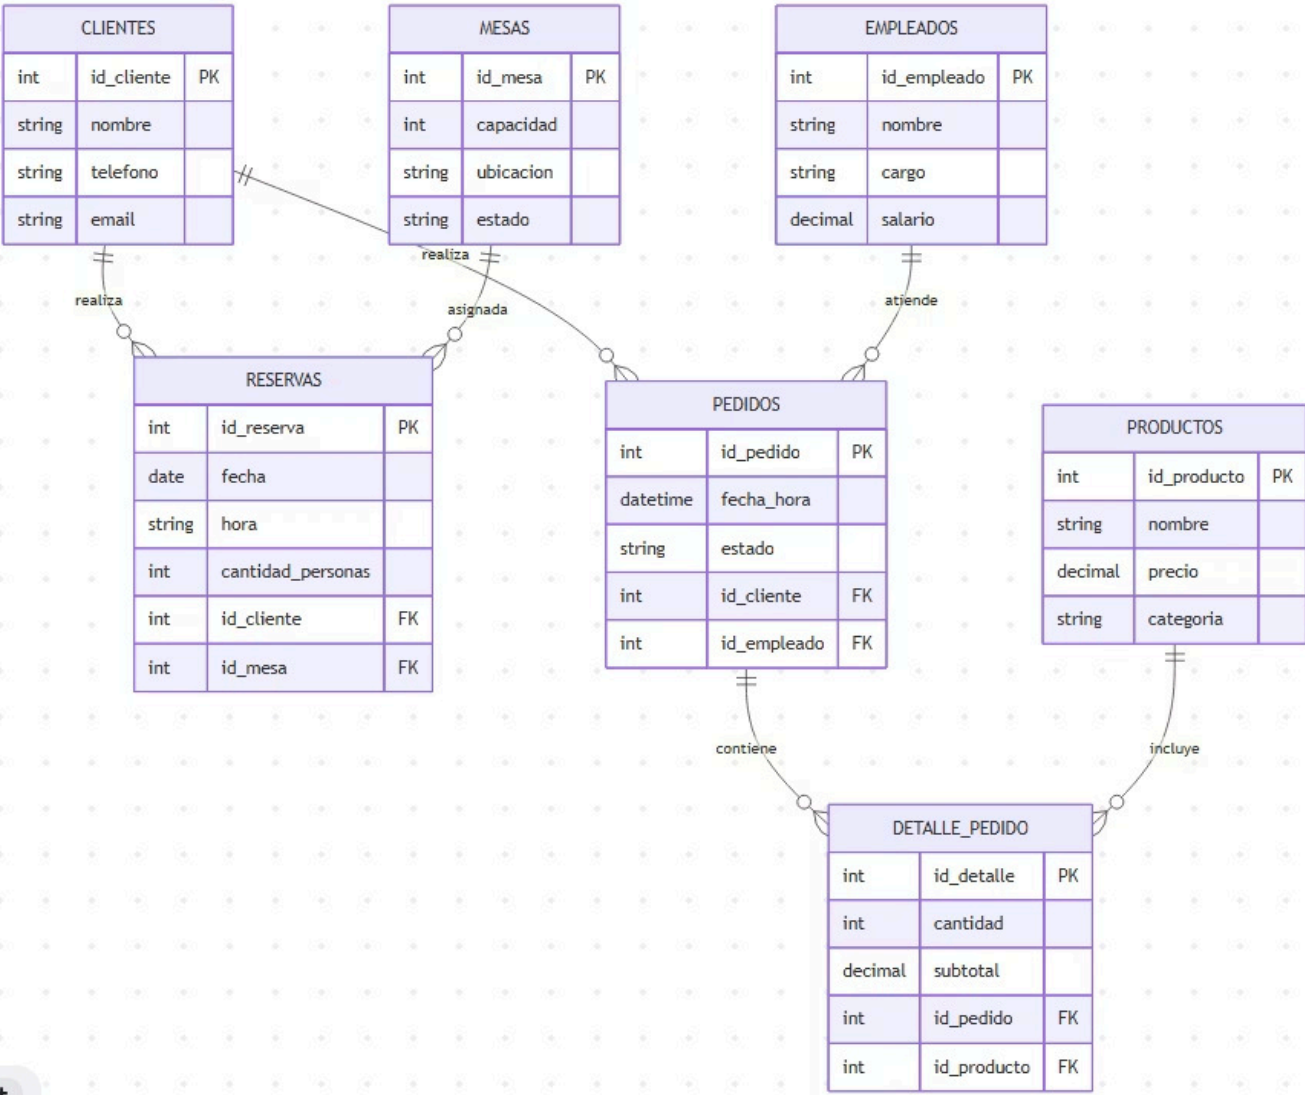 CLIENTES
int id_cliente PK
string nombre
string telefono
string email
MESAS
int id_mesa PK
int capacidad
string ubicacion
string estado
EMPLEADOS
int id_empleado PK
string nombre
string cargo
decimal salario
realiza
realiza
asignada
atiende
RESERVAS
int id_reserva PK
date fecha
string hora
int cantidad_personas
int id_cliente FK
int id_mesa FK
PEDIDOS
int id_pedido PK
datetime fecha_hora
string estado
int id_cliente FK
int id_empleado FK
PRODUCTOS
int id_producto PK
string nombre
decimal precio
string categoria
contiene
incluye
DETALLE_PEDIDO
int id_detalle PK
int cantidad
decimal subtotal
int id_pedido FK
int id_producto FK